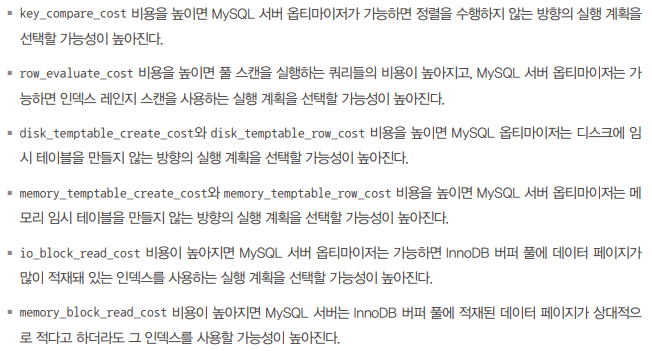 ▪ key_compare_cost 비용을 높이면 MySQL 서버 옵티마이저가 가능하면 정렬을 수행하지 않는 방향의 실행 계획을
선택할 가능성이 높아진다.
▪ row_evaluate_cost 비용을 높이면 풀 스캔을 실행하는 쿼리들의 비용이 높아지고, MySQL 서버 옵티마이저는 가
능하면 인덱스 레인지 스캔을 사용하는 실행 계획을 선택할 가능성이 높아진다.
▪ disk_temptable_create_cost와 disk_temptable_row_cost 비용을 높이면 MySQL 옵티마이저는 디스크에 임
시 테이블을 만들지 않는 방향의 실행 계획을 선택할 가능성이 높아진다.
▪ memory_temptable_create_cost와 memory_temptable_row_cost 비용을 높이면 MySQL 서버 옵티마이저는 메
모리 임시 테이블을 만들지 않는 방향의 실행 계획을 선택할 가능성이 높아진다.
▪ io_block_read_cost 비용이 높아지면 MySQL 서버 옵티마이저는 가능하면 InnoDB 버퍼 풀에 데이터 페이지가
많이 적재돼 있는 인덱스를 사용하는 실행 계획을 선택할 가능성이 높아진다.
▪ memory_block_read_cost 비용이 높아지면 MySQL 서버는 InnoDB 버퍼 풀에 적재된 데이터 페이지가 상대적으
로 적다고 하더라도 그 인덱스를 사용할 가능성이 높아진다.